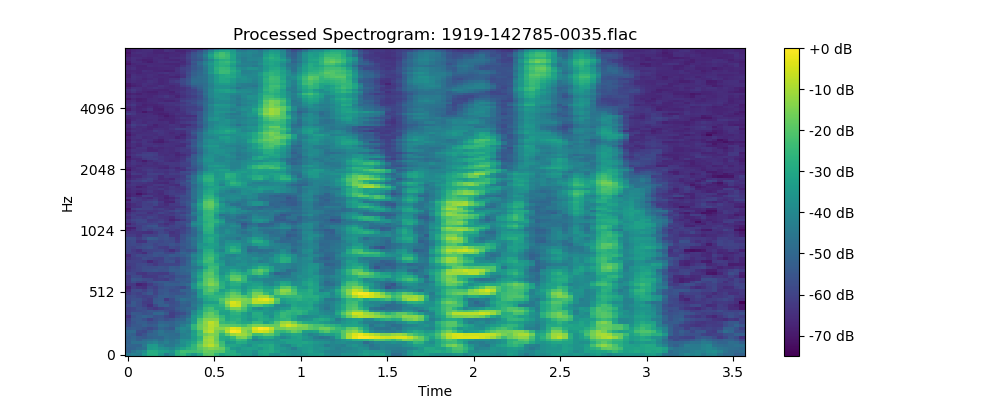 Processed Spectrogram: 1919-142785-0035.flac
+0 dB
4096
-10 dB
-20 dB
2048
-30 dB
Hz
1024
-40 dB
-50 dB
512
-60 dB
-70 dB
0
0 0.5 1 1.5 2 2.5 3 3.5
Time